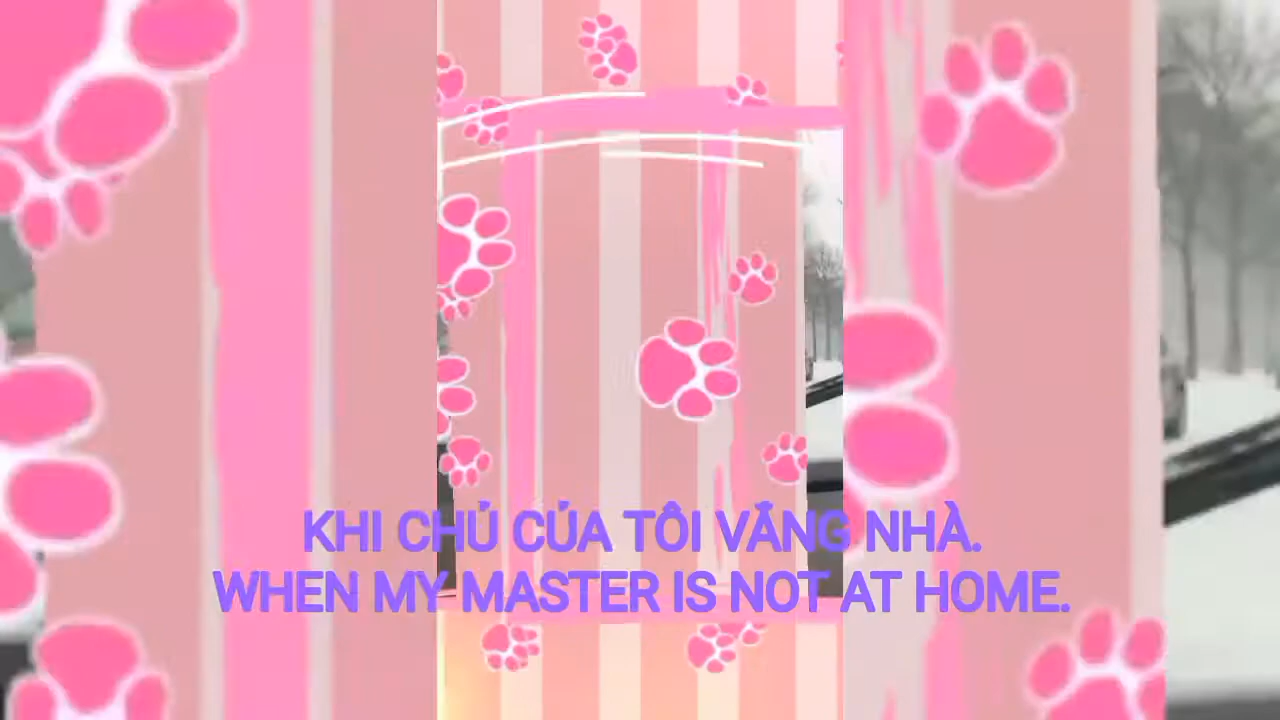 KHI CHỦ CỦA TÔI VẮNG NHÀ.
WHEN MY MASTER IS NOT AT HOME.